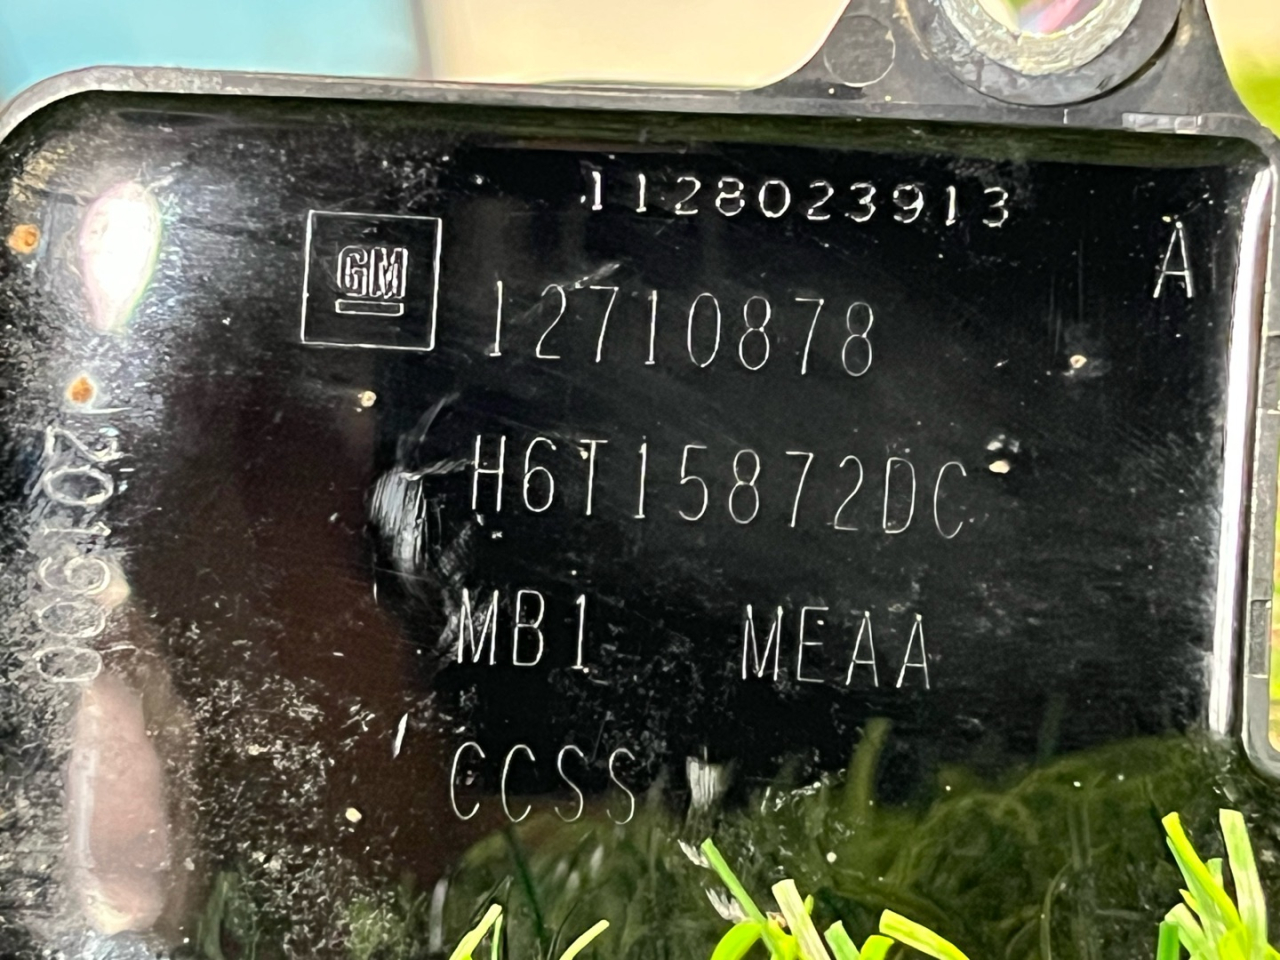 1128023913
A
GM
12710878
H6T15872DC
MB1 MEAA
CCSS